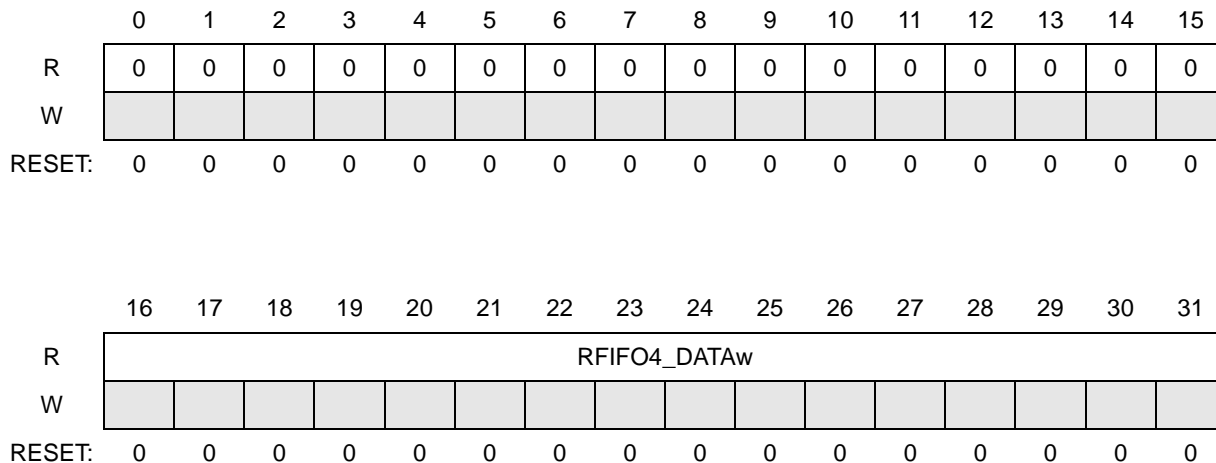 0 1 2 3 4 5 6 7 8 9 10 11 12 13 14 15
R 0 0 0 0 0 0 0 0 0 0 0 0 0 0 0 0
W
RESET: 0 0 0 0 0 0 0 0 0 0 0 0 0 0 0 0
16 17 18 19 20 21 22 23 24 25 26 27 28 29 30 31
R RFIFO4_DATAw
W
RESET: 0 0 0 0 0 0 0 0 0 0 0 0 0 0 0 0